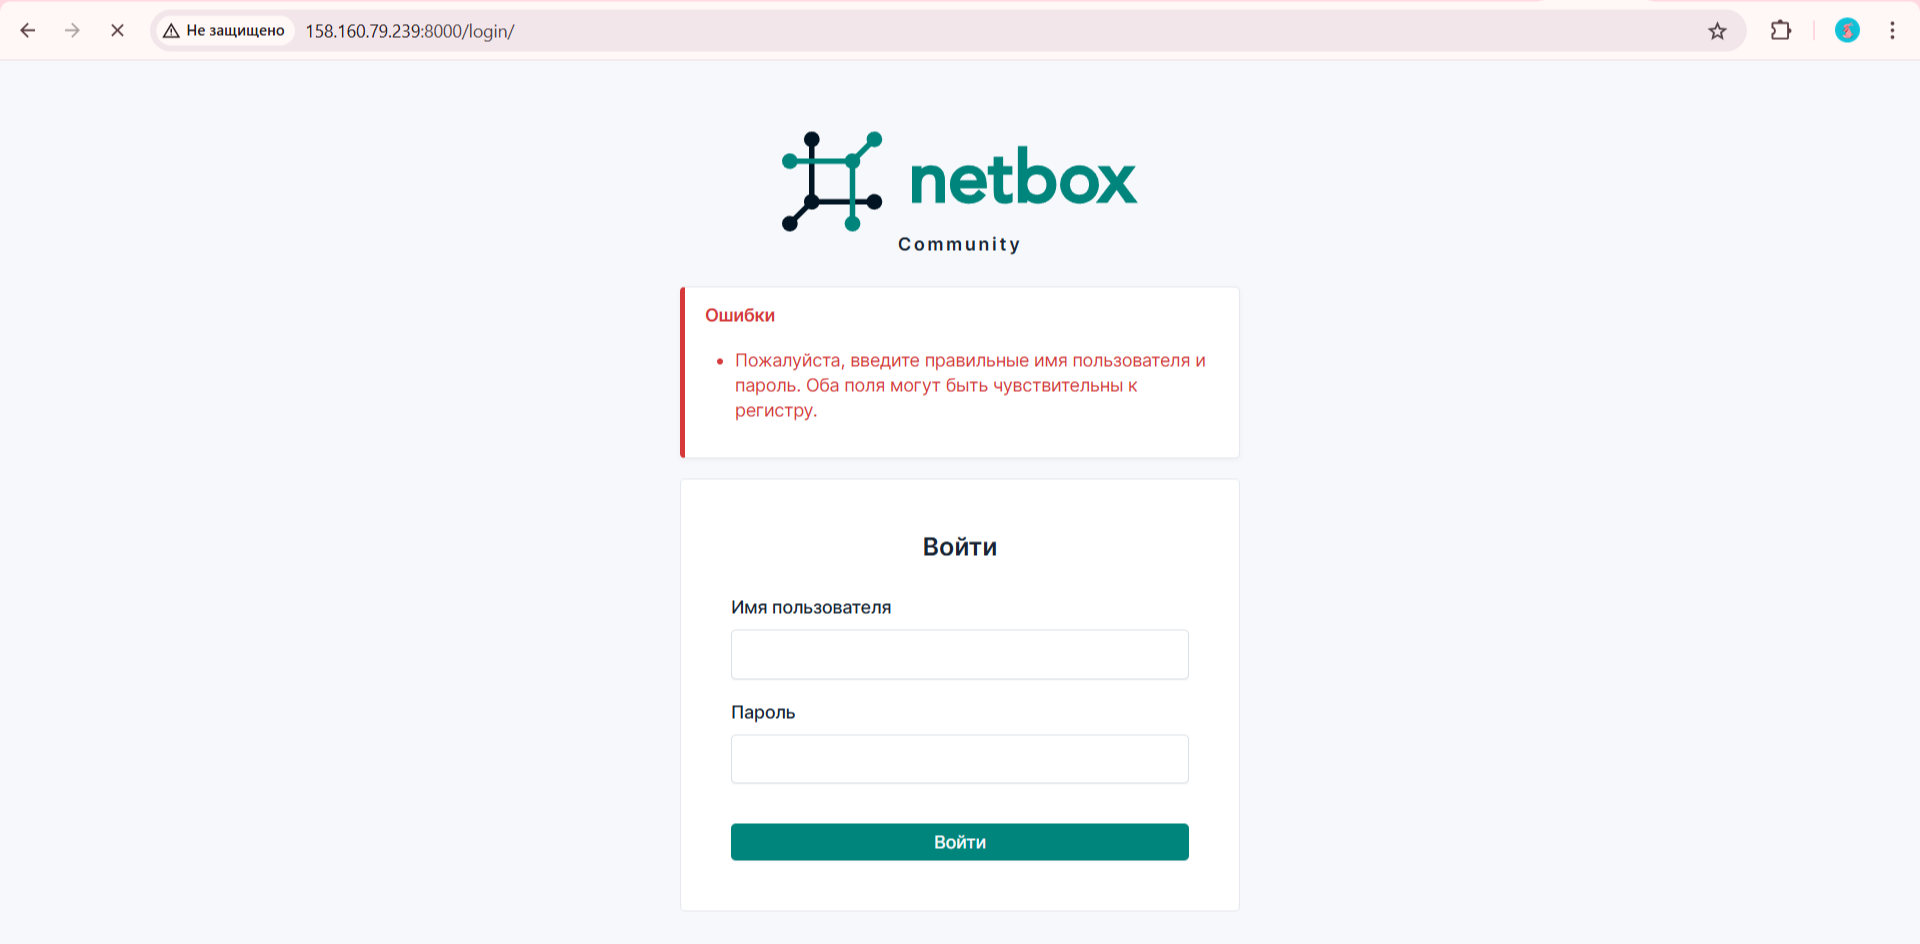 Не защищено 158.160.79.239:8000/login/
netbox
Community
Ошибки
Пожалуйста, введите правильные имя пользователя и
пароль. Оба поля могут быть чувствительны к
регистру.
Войти
Имя пользователя
Пароль
Войти